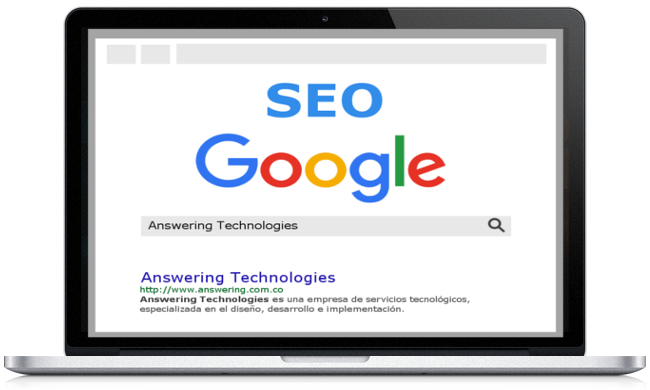 SEO
Google
Answering Technologies
Answering Technologies
http://www.answering.com.co
Answering Technologies es una empresa de servicios tecnológicos,
especializada en el diseño, desarrollo e implementación.